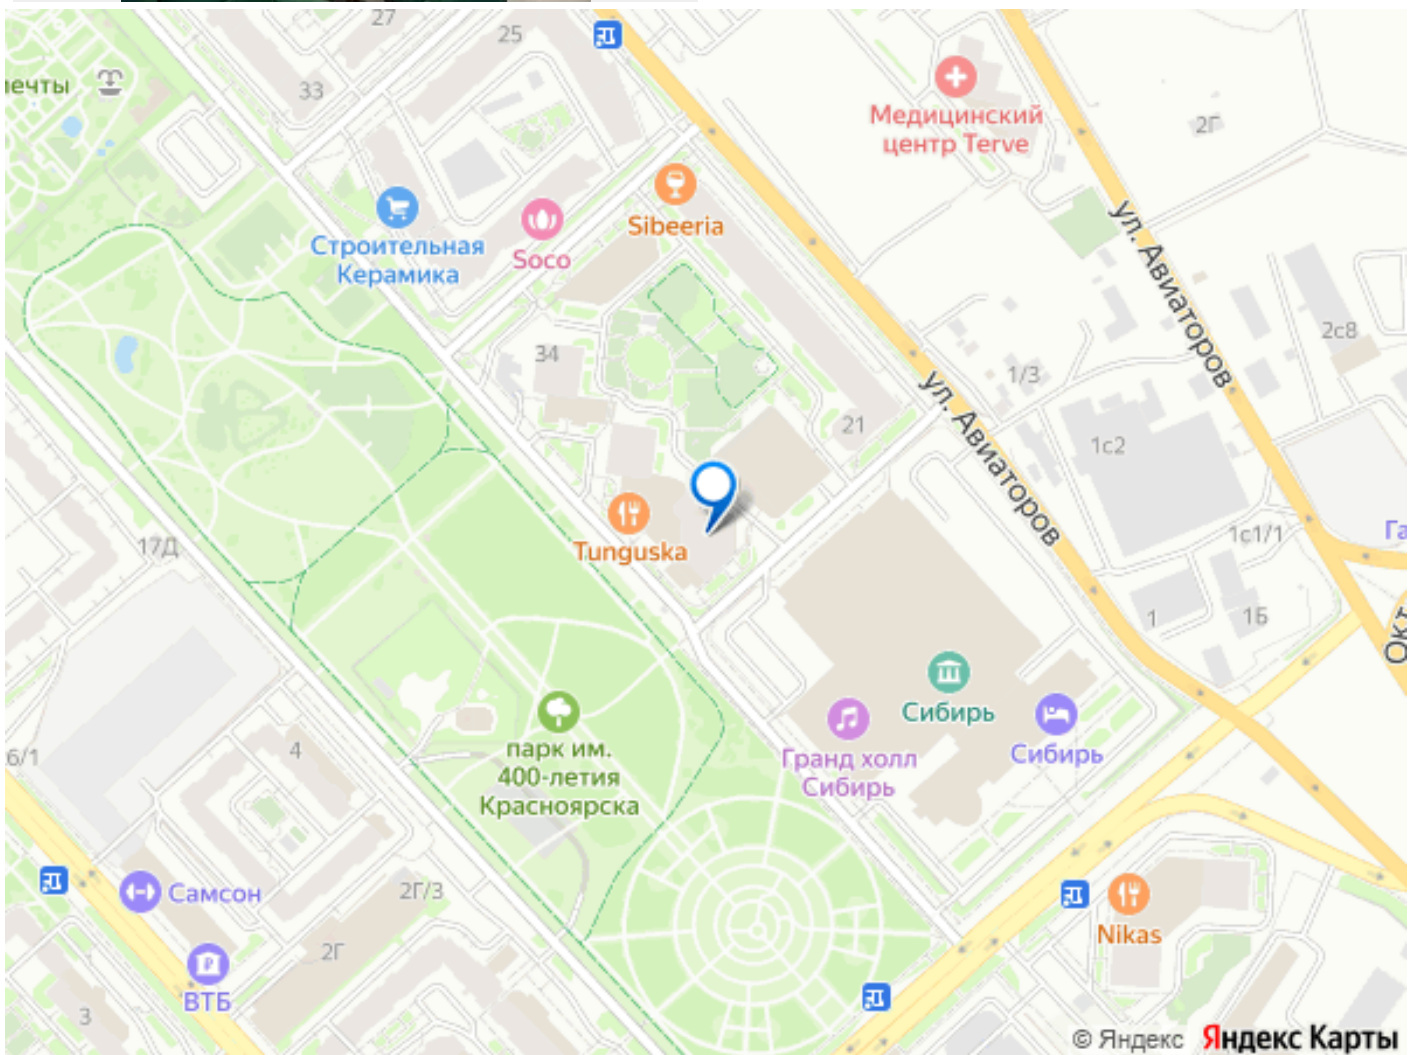 27
25
33
ечты
Медицинский
центр Terve
2Г
Sibeeria
Строительная
Керамика
Soco
ул. Авиаторов
2с8
34
1/3
ул. Авиаторов
21
1с2
Tunguska
17Д
1с1/1
Га
1
1Б
Окт
Сибирь
Гранд холл
Сибирь
Сибирь
парк им.
400-летия
Красноярска
6/1
4
Самсон
2Г/3
2Г
ВТБ
3
Nikas
© Яндекс Яндекс Карты